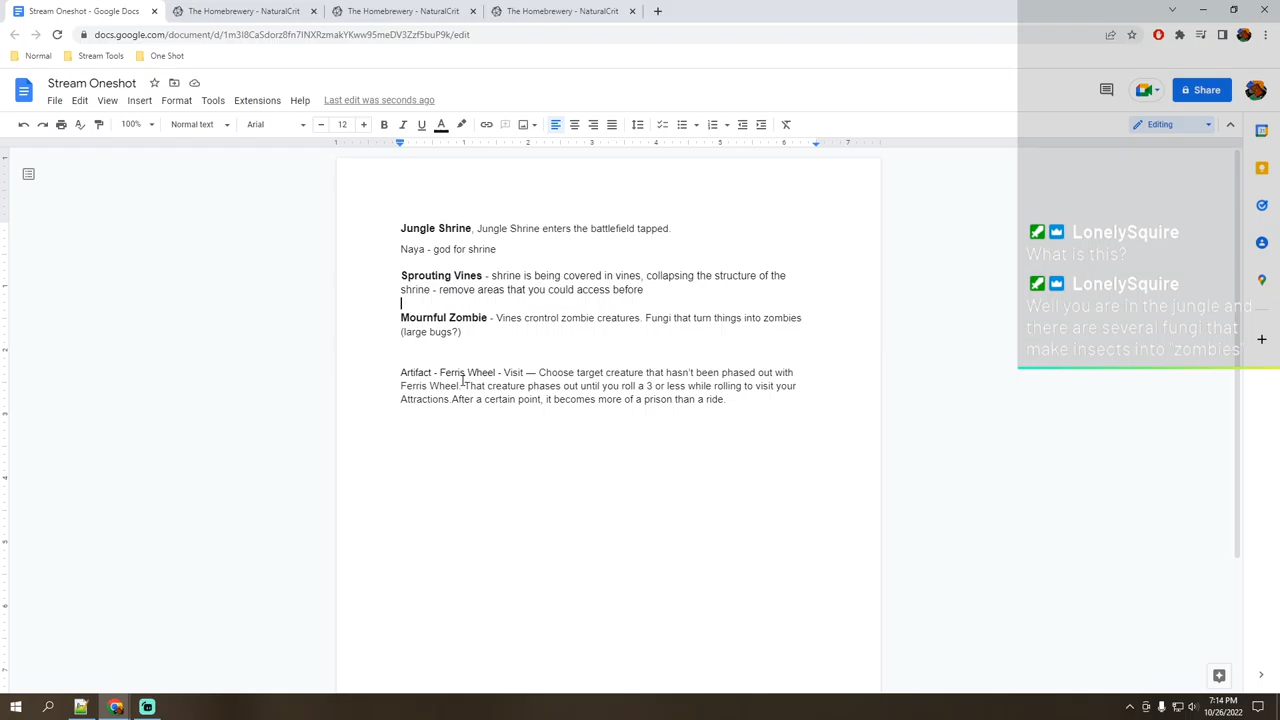 Stream Oneshot - Google Docs
The Homebrewery - NaturalCrit
The Homebrewery - NaturalCrit
The Homebrewery - NaturalCrit
docs.google.com/document/d/1m3I8CaSdorz8fn7INXRzmakYKww95meDV3Zzf5buP9k/edit
Normal
Stream Tools
One Shot
Stream Oneshot
File Edit View Insert Format Tools Extensions Help Last edit was seconds ago
Share
100% Normal text Arial 12
Editing
Jungle Shrine, Jungle Shrine enters the battlefield tapped.
Naya - god for shrine
Sprouting Vines - shrine is being covered in vines, collapsing the structure of the
shrine - remove areas that you could access before
Mournful Zombie - Vines crontrol zombie creatures. Fungi that turn things into zombies
(large bugs?)
Artifact - Ferris Wheel - Visit — Choose target creature that hasn't been phased out with
Ferris Wheel. That creature phases out until you roll a 3 or less while rolling to visit your
Attractions.After a certain point, it becomes more of a prison than a ride.
LonelySquire
What is this?
LonelySquire
Well you are in the jungle and
there are several fungi that
make insects into "zombies"
7:14 PM
10/26/2022